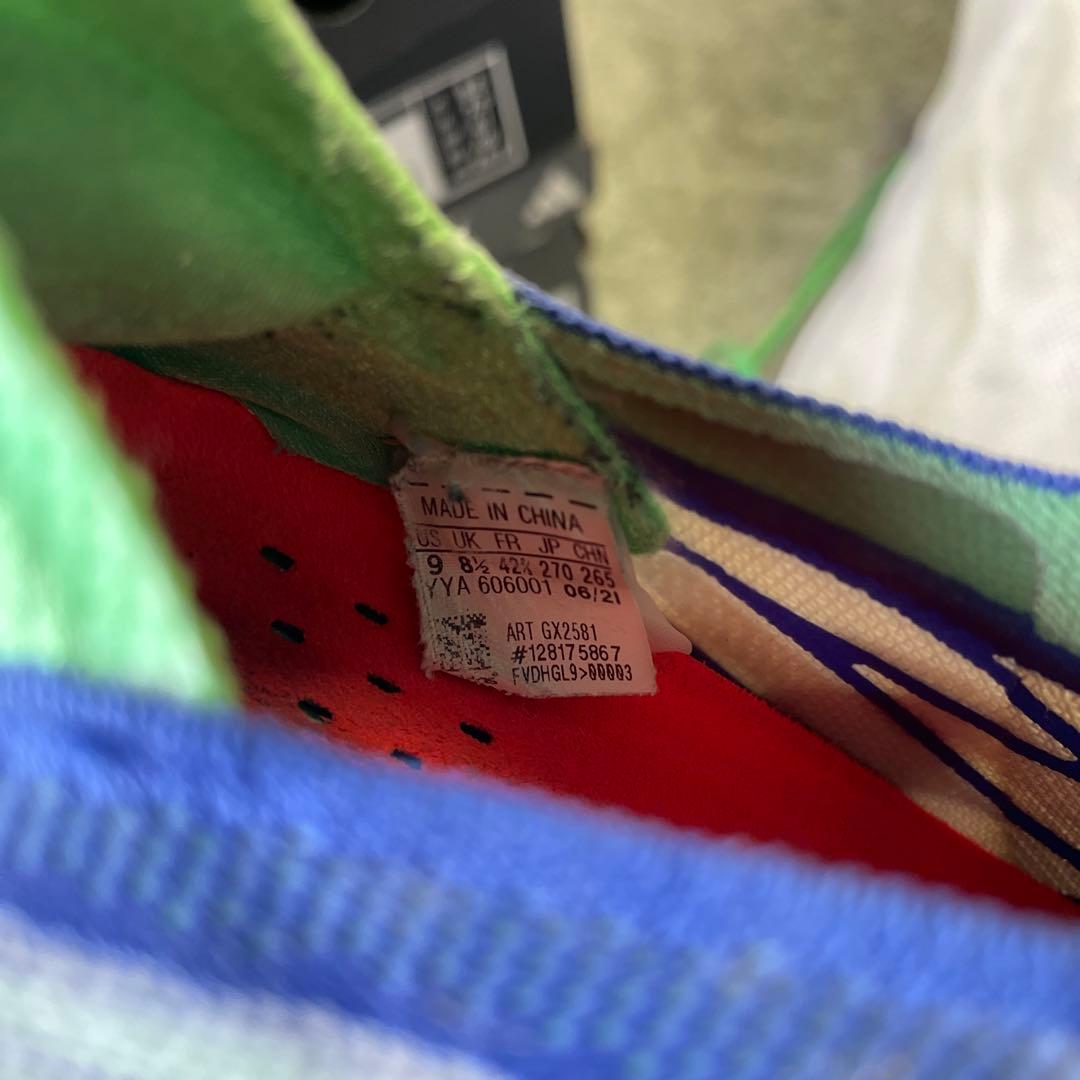 MADE IN CHINA
US UK FR JP CHN
9 8½ 42⅔ 270 265
YYA 606001 06/21
ART GX2581
#128175867
FVDHGL9>00003